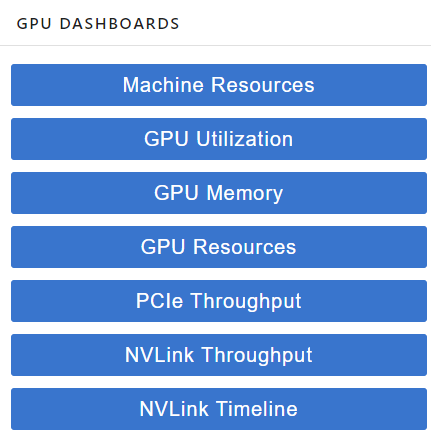 GPU DASHBOARDS
Machine Resources
GPU Utilization
GPU Memory
GPU Resources
PCIe Throughput
NVLink Throughput
NVLink Timeline